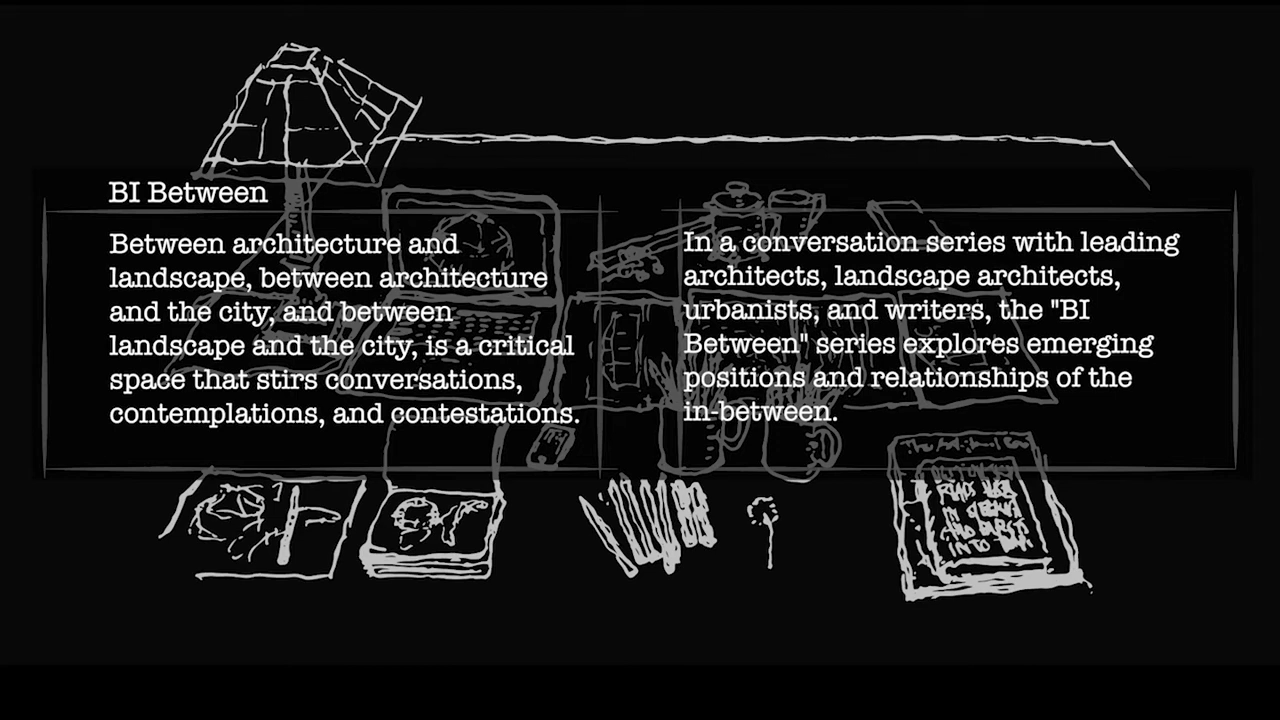 BI Between
Between architecture and
landscape, between architecture
and the city, and between
landscape and the city, is a critical
space that stirs conversations,
contemplations, and contestations.
In a conversation series with leading
architects, landscape architects,
urbanists, and writers, the "BI
Between" series explores emerging
positions and relationships of the
in-between.
INTO